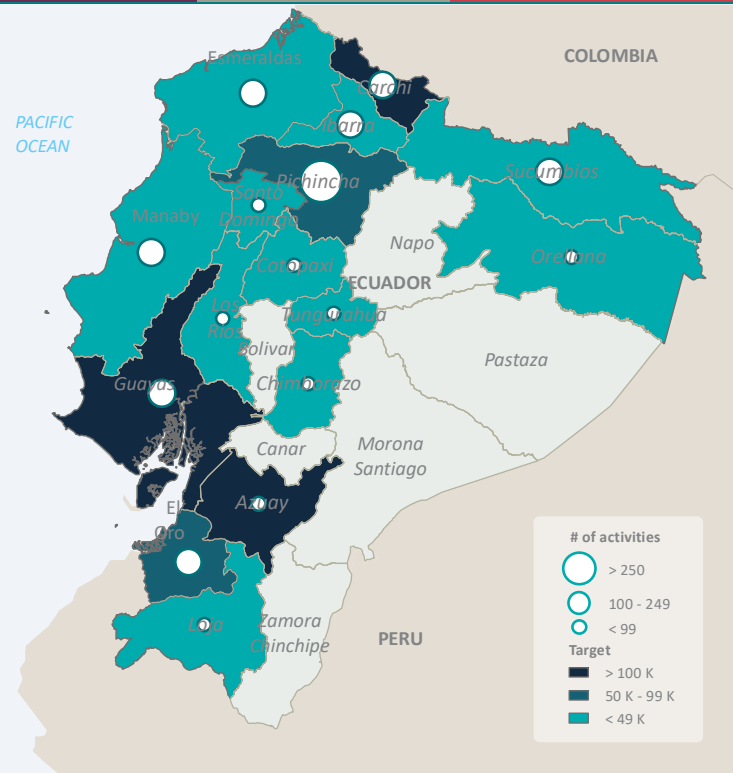 COLOMBIA
Esmeraldas
Carchi
PACIFIC
OCEAN
Ibarra
Sucumbios
Pichincha
Santo
Domingo
Manaby
Napo
Orellana
Cotopaxi
ECUADOR
Los
Rios
Tungurahua
Bolivar
Pastaza
Guayas
Chimborazo
Canar
Morona
Santiago
Azuay
El
Oro
Loja
Zamora
Chinchipe
PERU
# of activities
> 250
100 - 249
< 99
Target
> 100 K
50 K - 99 K
< 49 K